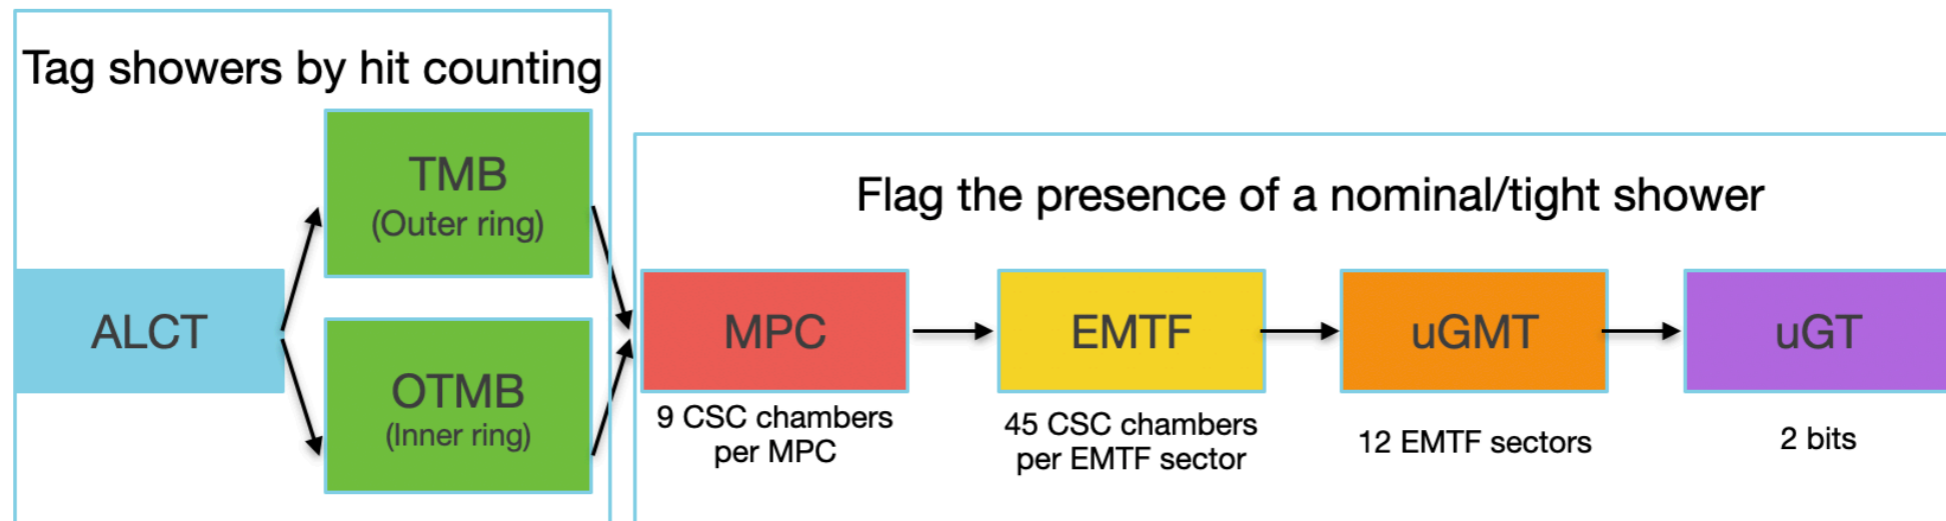 Tag showers by hit counting
TMB
(Outer ring)
Flag the presence of a nominal/tight shower
ALCT
OTMB
(Inner ring)
MPC
EMTF
uGMT
uGT
9 CSC chambers
per MPC
45 CSC chambers
per EMTF sector
12 EMTF sectors
2 bits